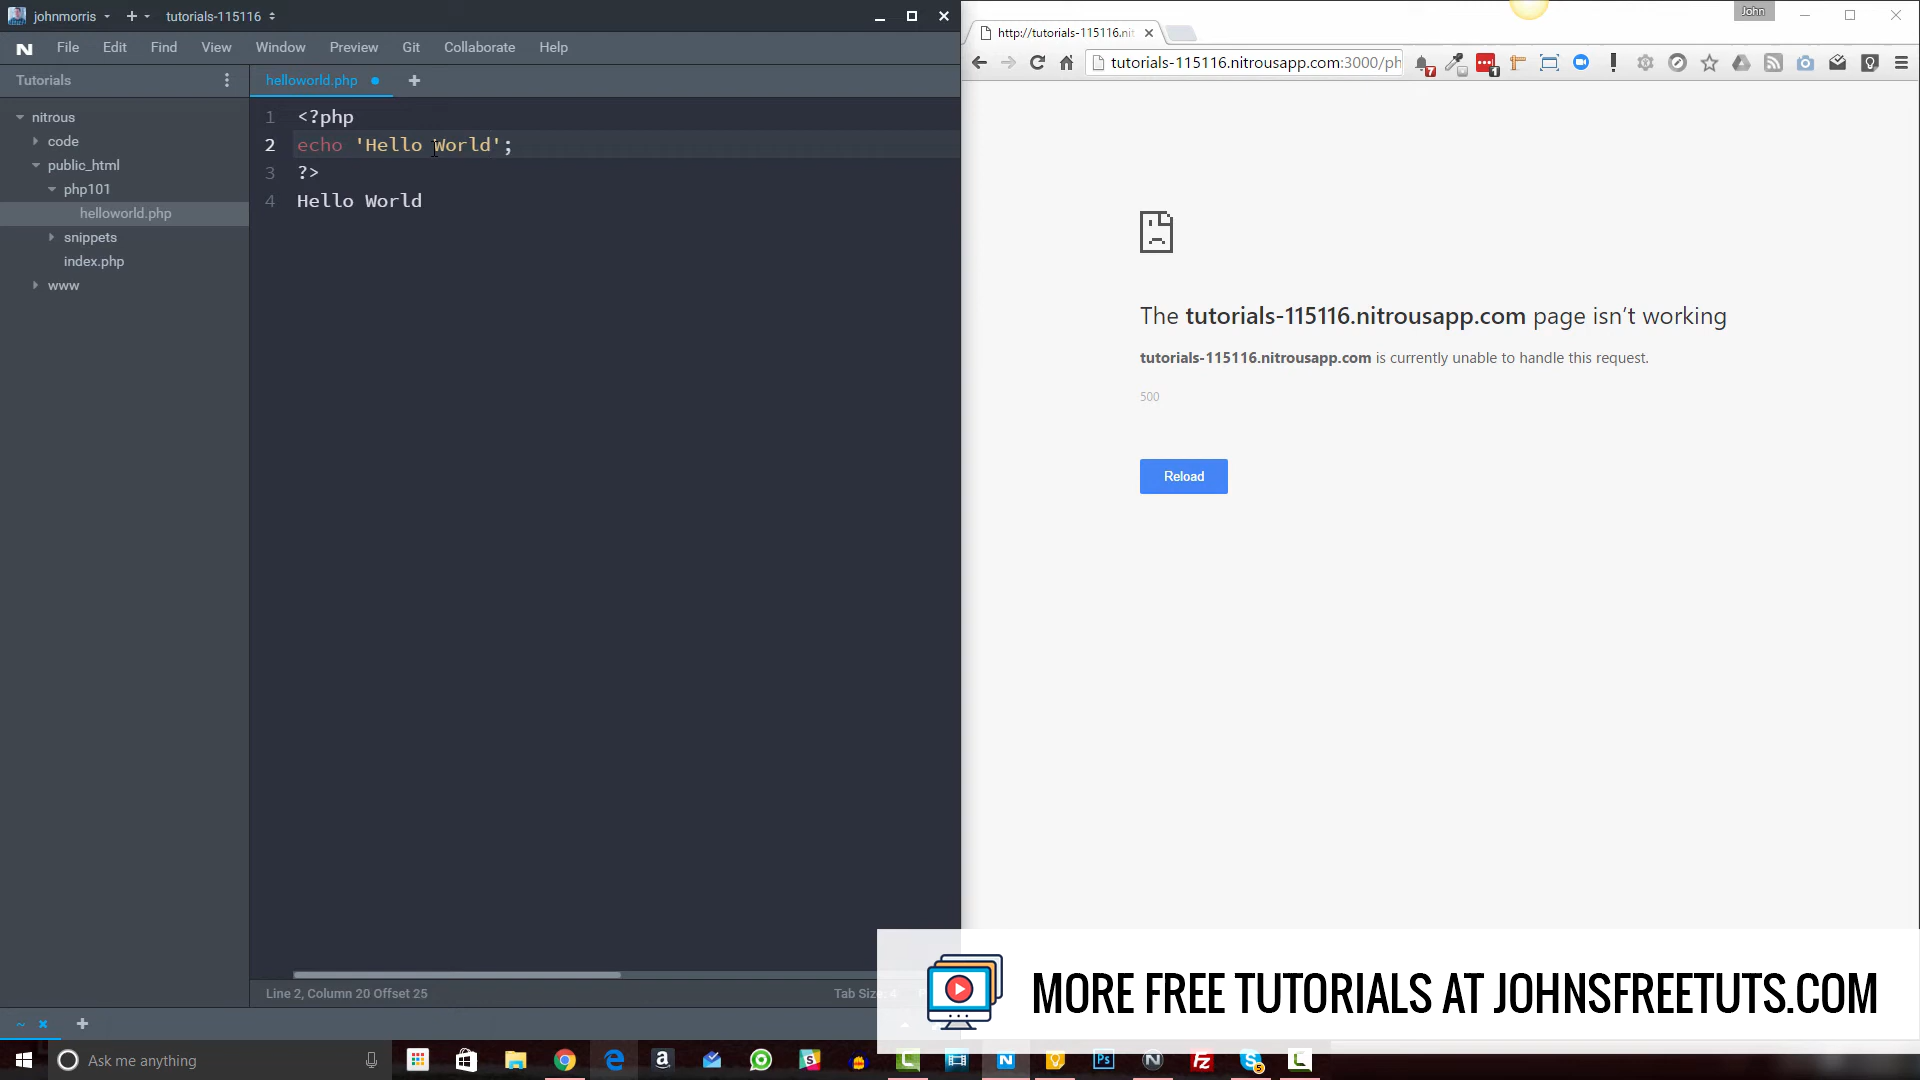 johnmorris
tutorials-115116
File Edit Find View Window Preview Git Collaborate Help
Tutorials
nitrous
code
public_html
php101
helloworld.php
snippets
index.php
www
helloworld.php
1 <?php
2 echo 'Hello World';
3 ?>
4 Hello World
Line 2, Column 20 Offset 25
~
Ask me anything
John
http://tutorials-115116.nit
tutorials-115116.nitrousapp.com:3000/ph
7
1
The tutorials-115116.nitrousapp.com page isn’t working
tutorials-115116.nitrousapp.com is currently unable to handle this request.
500
Reload
MORE FREE TUTORIALS AT JOHNSFREETUTS.COM